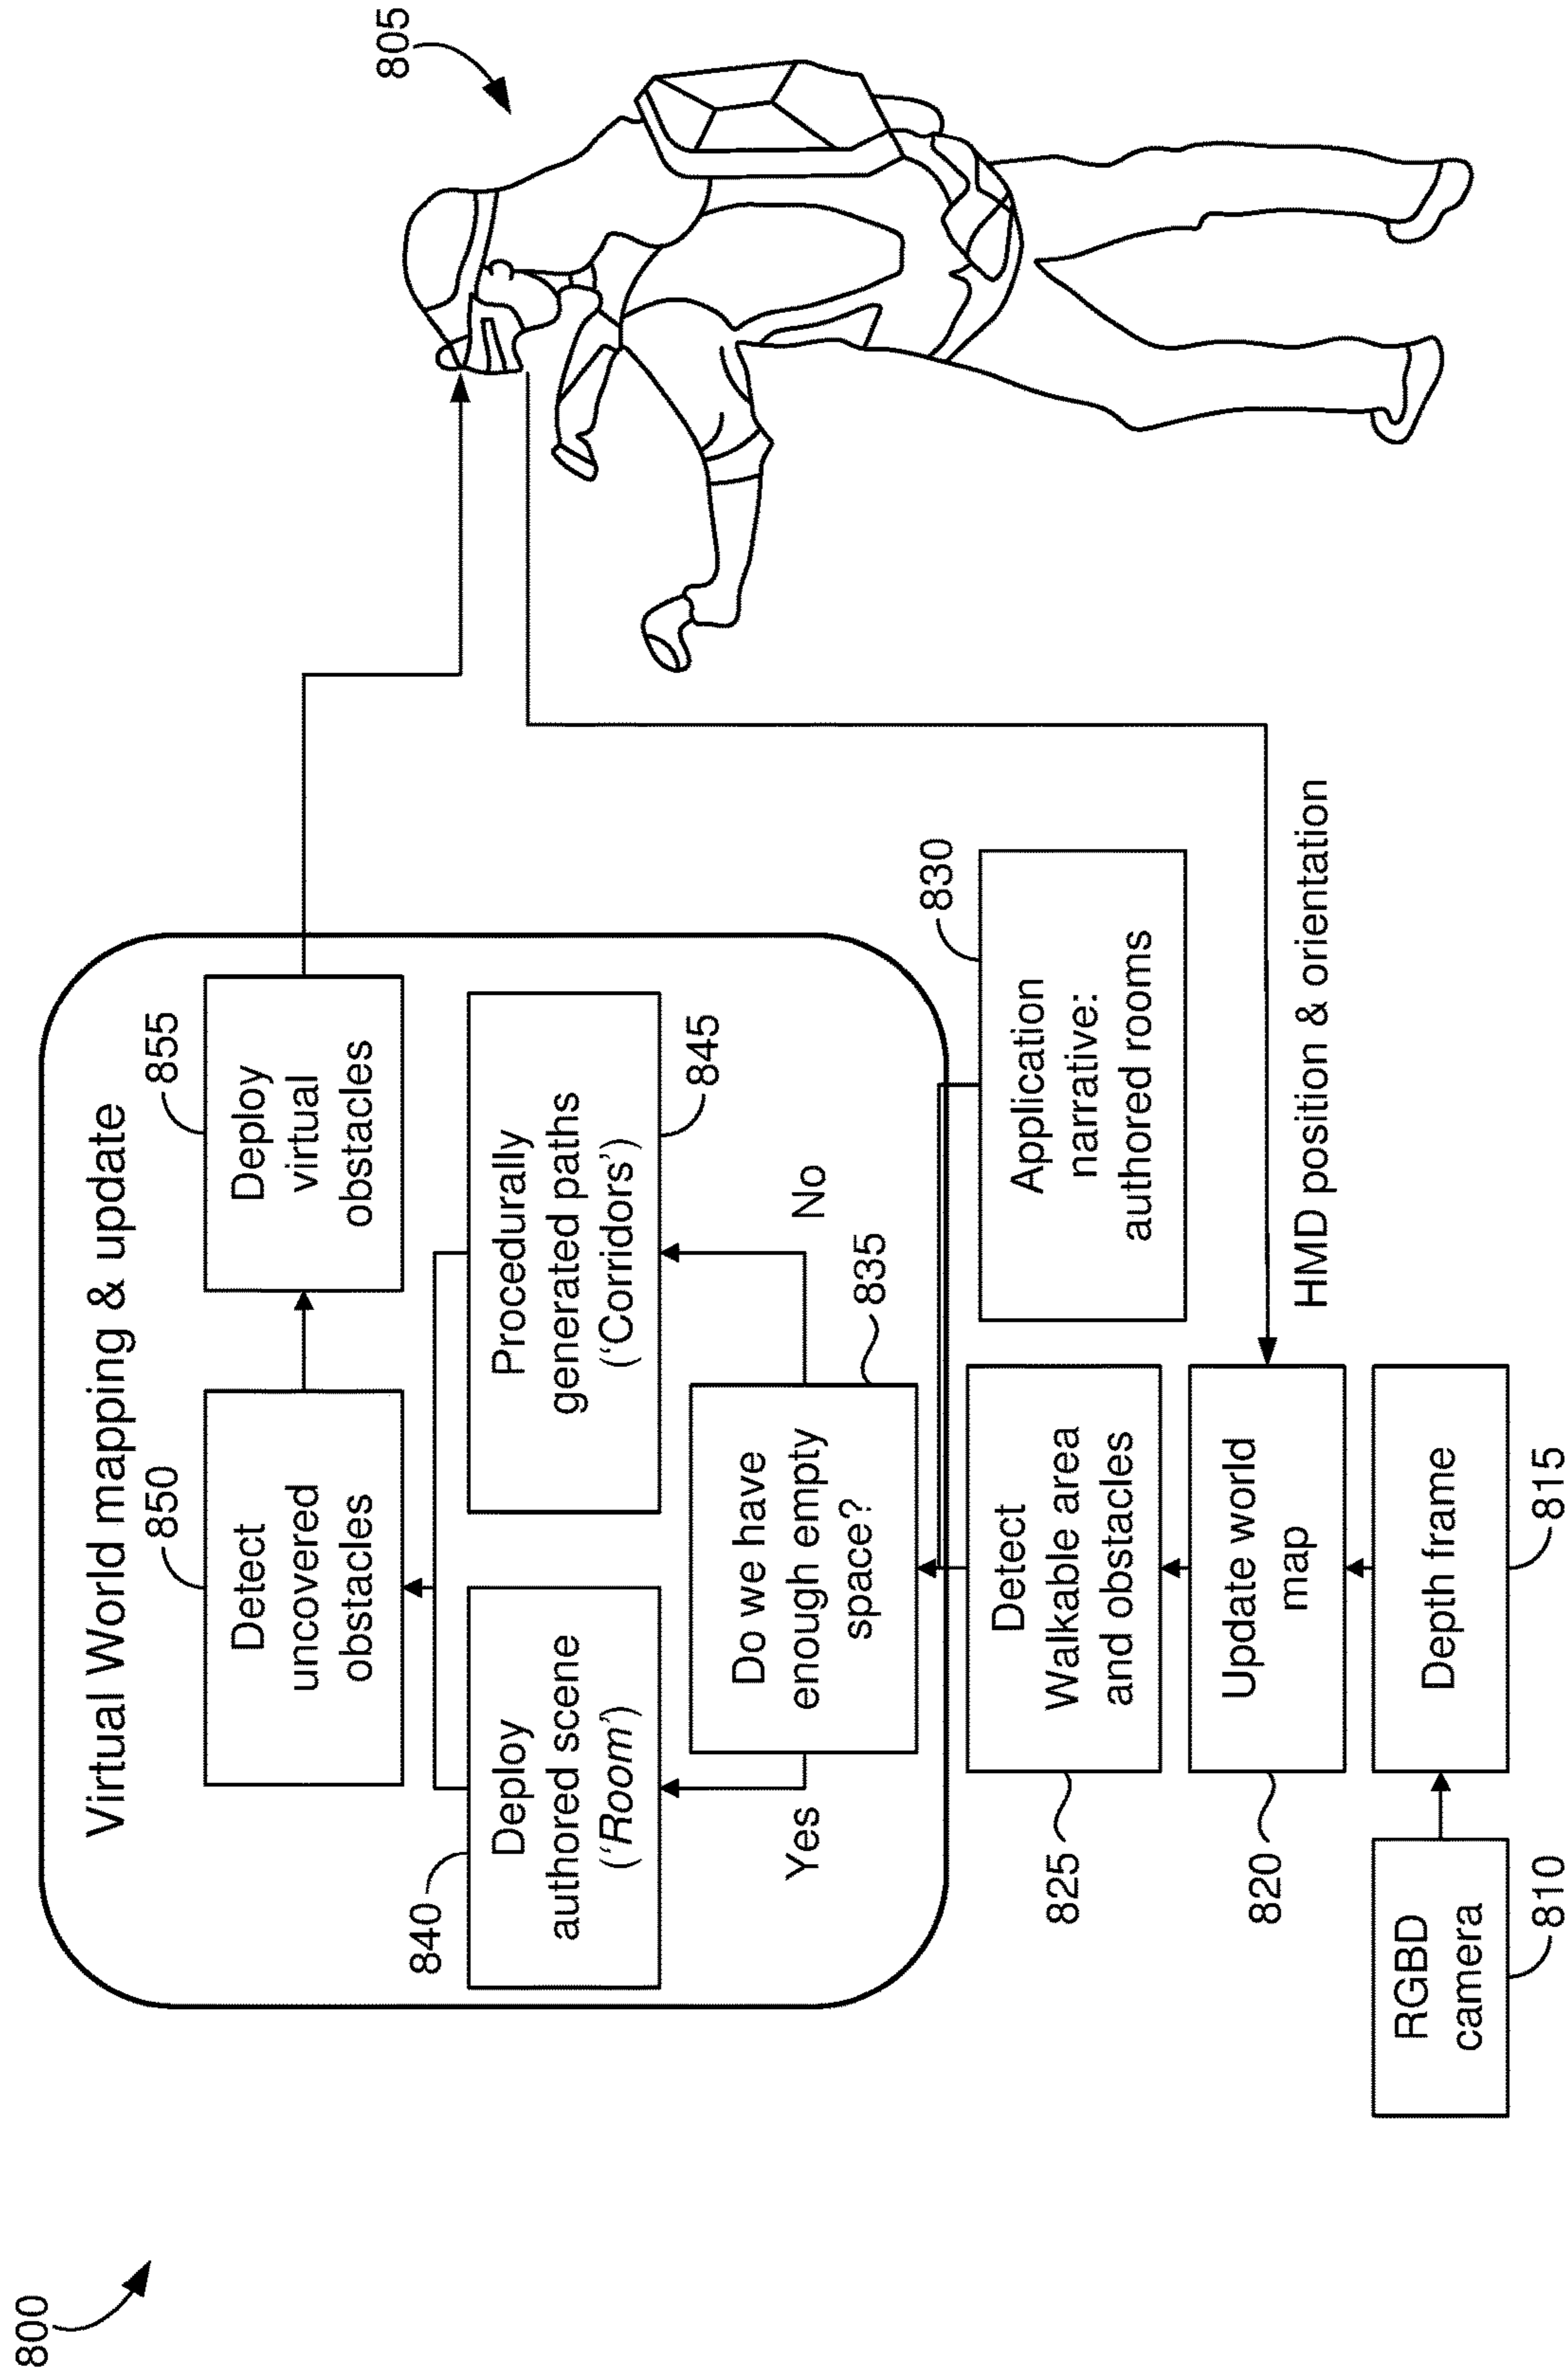 800
805
Virtual World mapping & update
850
855
Detect
uncovered
obstacles
Deploy
virtual
obstacles
840
Deploy
authored scene
('Room')
Procedurally
generated paths
('Corridors')
845
Yes
No
Do we have
enough empty
space?
835
830
825
Detect
Walkable area
and obstacles
Application
narrative:
authored rooms
820
Update world
map
HMD position & orientation
RGBD
camera
Depth frame
810
815